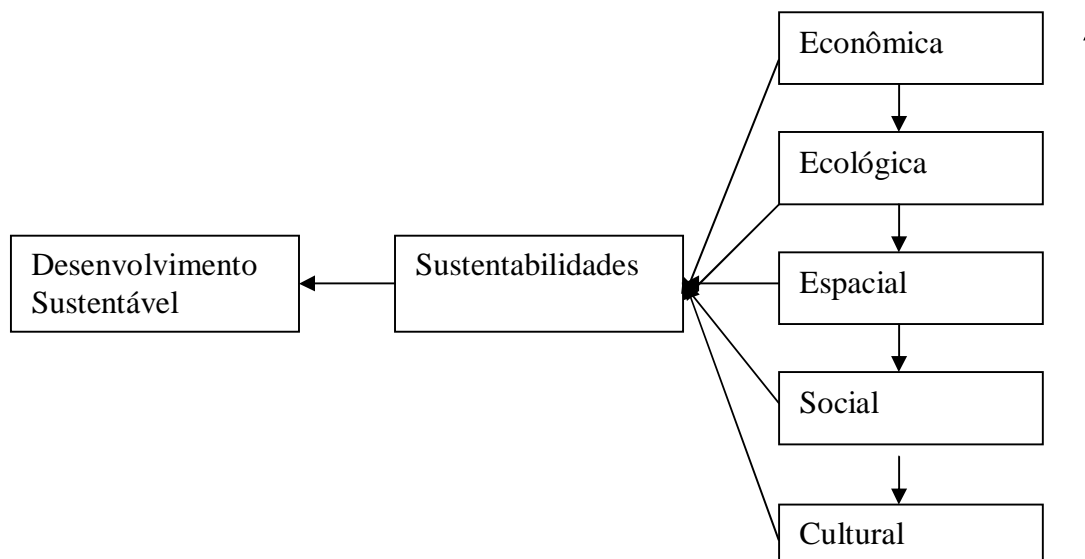 Econômica
Ecológica
Desenvolvimento
Sustentável
Sustentabilidades
Espacial
Social
Cultural